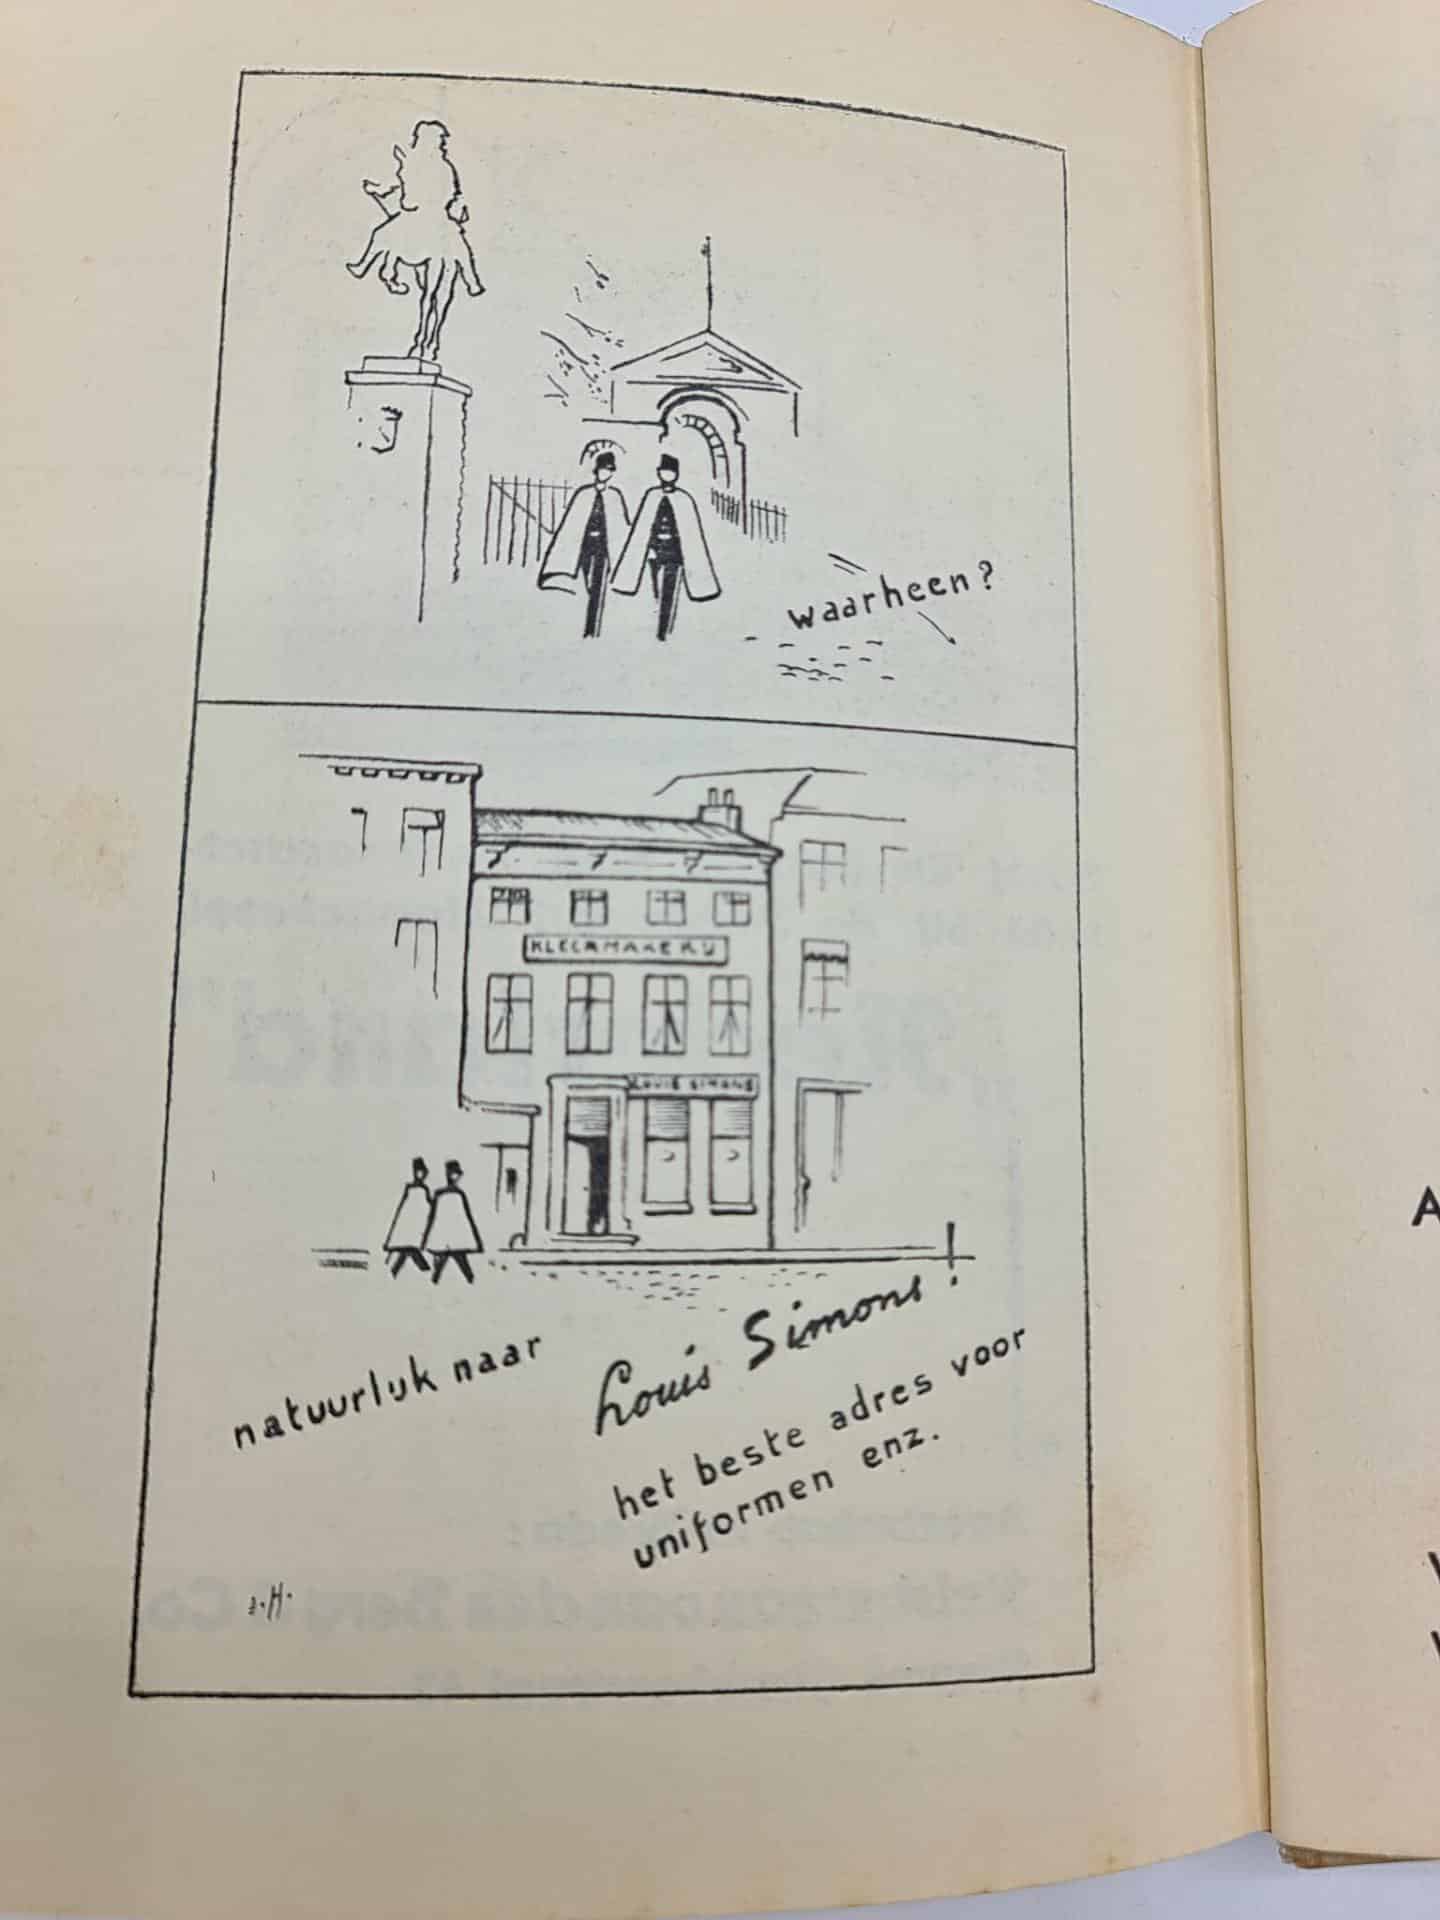 waarheen?
KLEERMAKERIJ
LOUIS SIMONS
natuurlijk naar
Louis Simons!
het beste adres voor
uniformen enz.
A